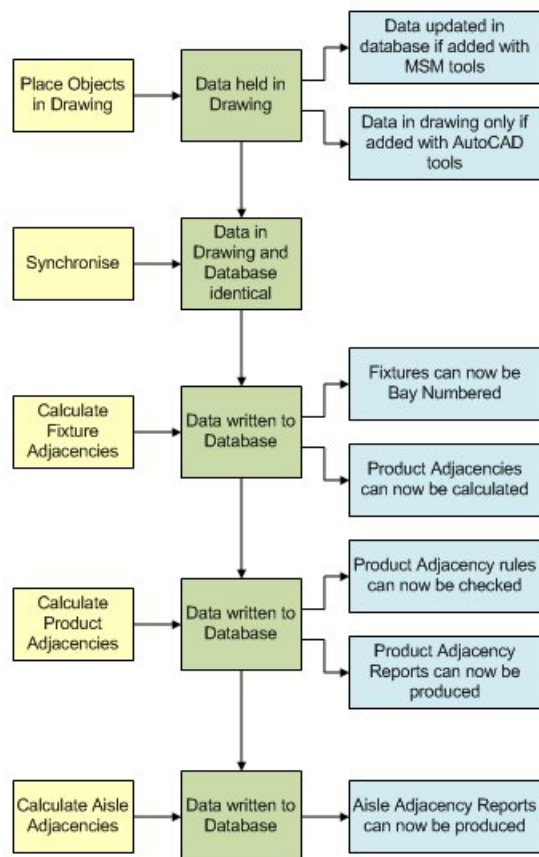 Place Objects
in Drawing
Data held in
Drawing
Data updated in
database if added with
MSM tools
Data in drawing only if
added with AutoCAD
tools
Synchronise
Data in
Drawing and
Database
identical
Calculate
Fixture
Adjacencies
Data written to
Database
Fixtures can now be
Bay Numbered
Product Adjacencies
can now be calculated
Calculate
Product
Adjacencies
Data written to
Database
Product Adjacency rules
can now be checked
Product Adjacency
Reports can now be
produced
Calculate Aisle
Adjacencies
Data written to
Database
Aisle Adjacency Reports
can now be produced